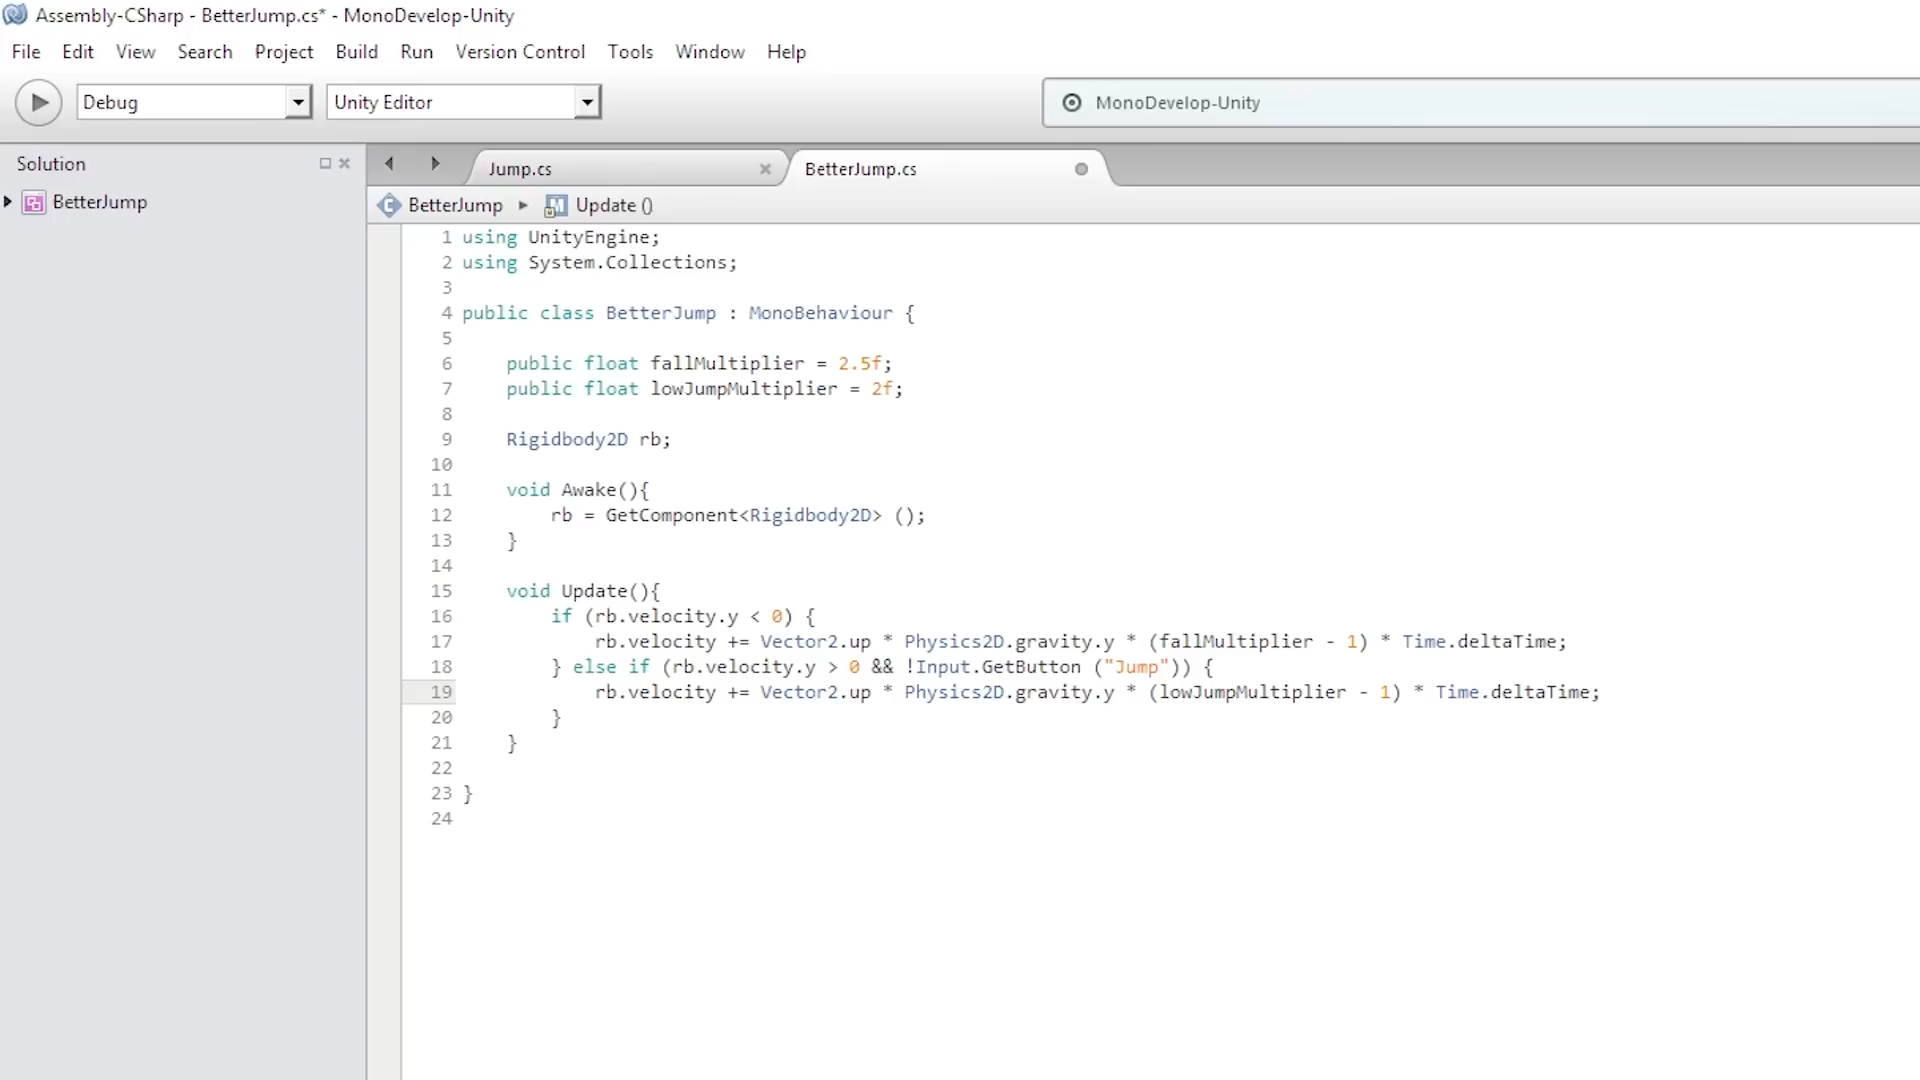 Assembly-CSharp - BetterJump.cs* - MonoDevelop-Unity
File Edit View Search Project Build Run Version Control Tools Window Help
Debug Unity Editor MonoDevelop-Unity
Solution
BetterJump
Jump.cs BetterJump.cs
BetterJump Update ()
1 using UnityEngine;
2 using System.Collections;
3
4 public class BetterJump : MonoBehaviour {
5
6 public float fallMultiplier = 2.5f;
7 public float lowJumpMultiplier = 2f;
8
9 Rigidbody2D rb;
10
11 void Awake(){
12 rb = GetComponent<Rigidbody2D> ();
13 }
14
15 void Update(){
16 if (rb.velocity.y < 0) {
17 rb.velocity += Vector2.up * Physics2D.gravity.y * (fallMultiplier - 1) * Time.deltaTime;
18 } else if (rb.velocity.y > 0 && !Input.GetButton ("Jump")) {
19 rb.velocity += Vector2.up * Physics2D.gravity.y * (lowJumpMultiplier - 1) * Time.deltaTime;
20 }
21 }
22
23 }
24